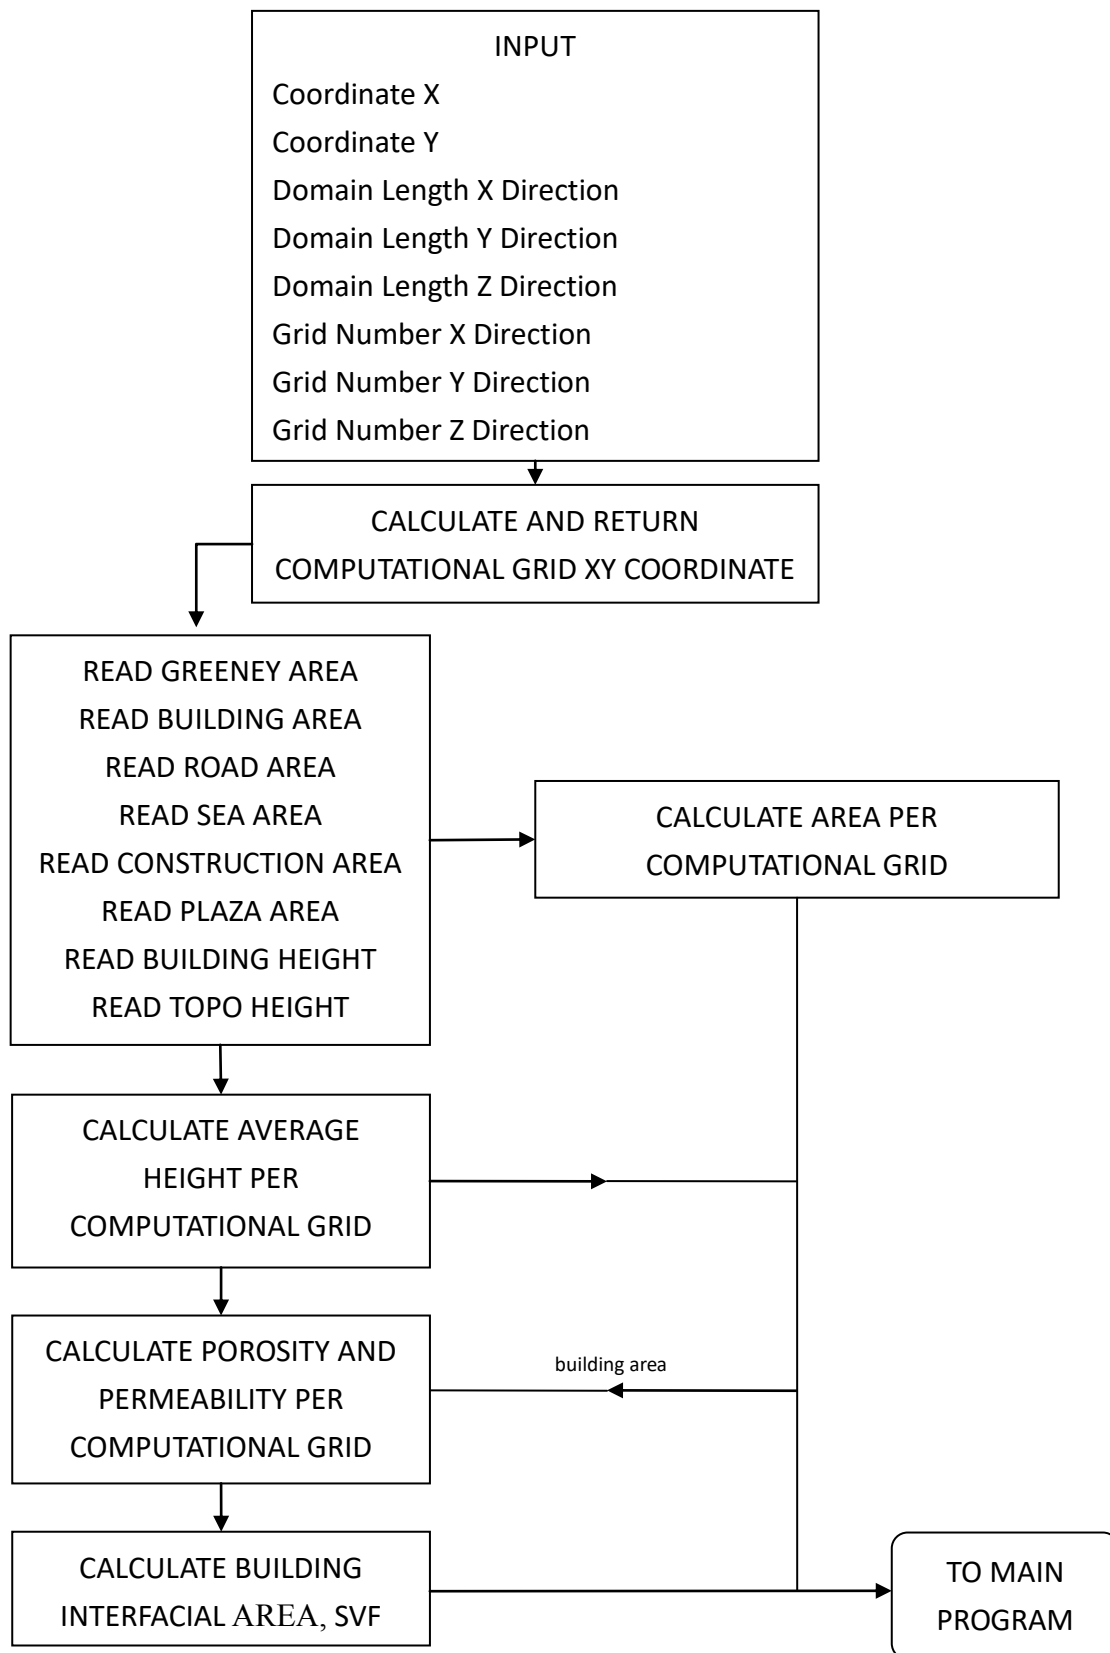 INPUT
Coordinate X
Coordinate Y
Domain Length X Direction
Domain Length Y Direction
Domain Length Z Direction
Grid Number X Direction
Grid Number Y Direction
Grid Number Z Direction
CALCULATE AND RETURN
COMPUTATIONAL GRID XY COORDINATE
READ GREENEY AREA
READ BUILDING AREA
READ ROAD AREA
READ SEA AREA
READ CONSTRUCTION AREA
READ PLAZA AREA
READ BUILDING HEIGHT
READ TOPO HEIGHT
CALCULATE AREA PER
COMPUTATIONAL GRID
CALCULATE AVERAGE
HEIGHT PER
COMPUTATIONAL GRID
CALCULATE POROSITY AND
PERMEABILITY PER
COMPUTATIONAL GRID
building area
CALCULATE BUILDING
INTERFACIAL AREA, SVF
TO MAIN
PROGRAM